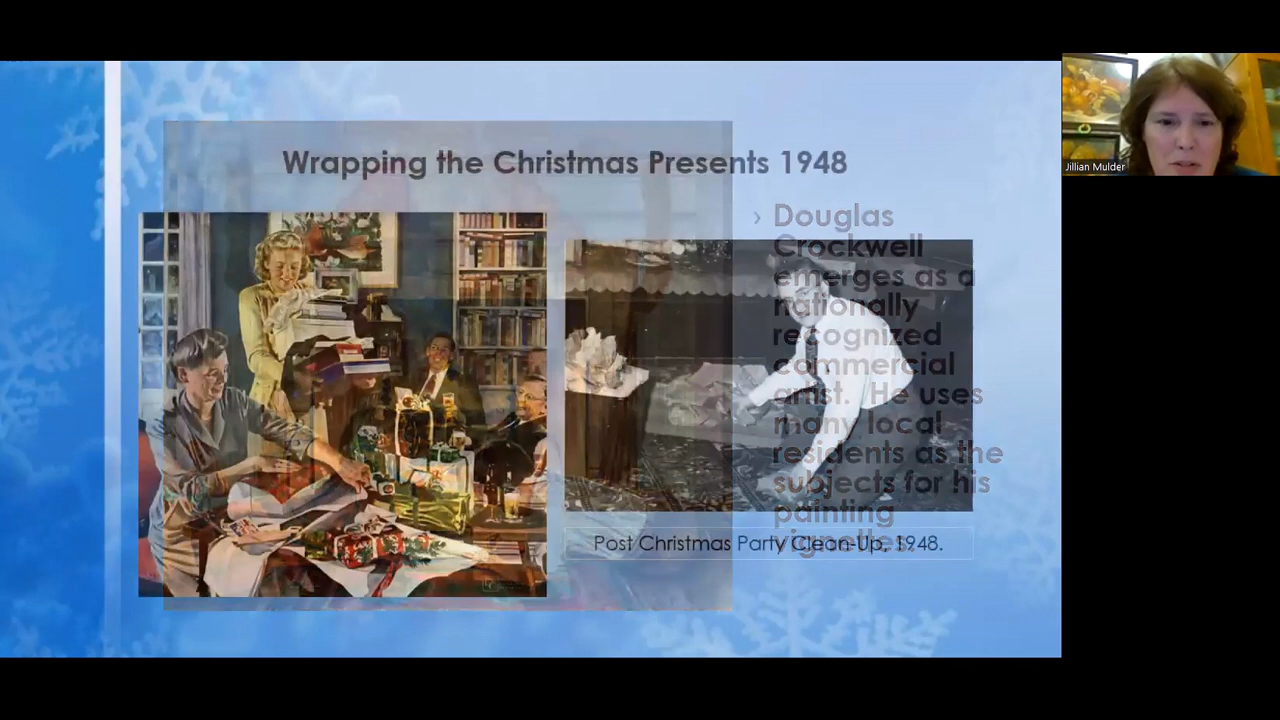 Wrapping the Christmas Presents 1948
› Douglas
Crockwell
emerges as a
nationally
recognized
commercial
artist. He uses
many local
residents as the
subjects for his
painting
vignettes.
Post Christmas Party Clean-Up, 1948.
Jillian Mulder